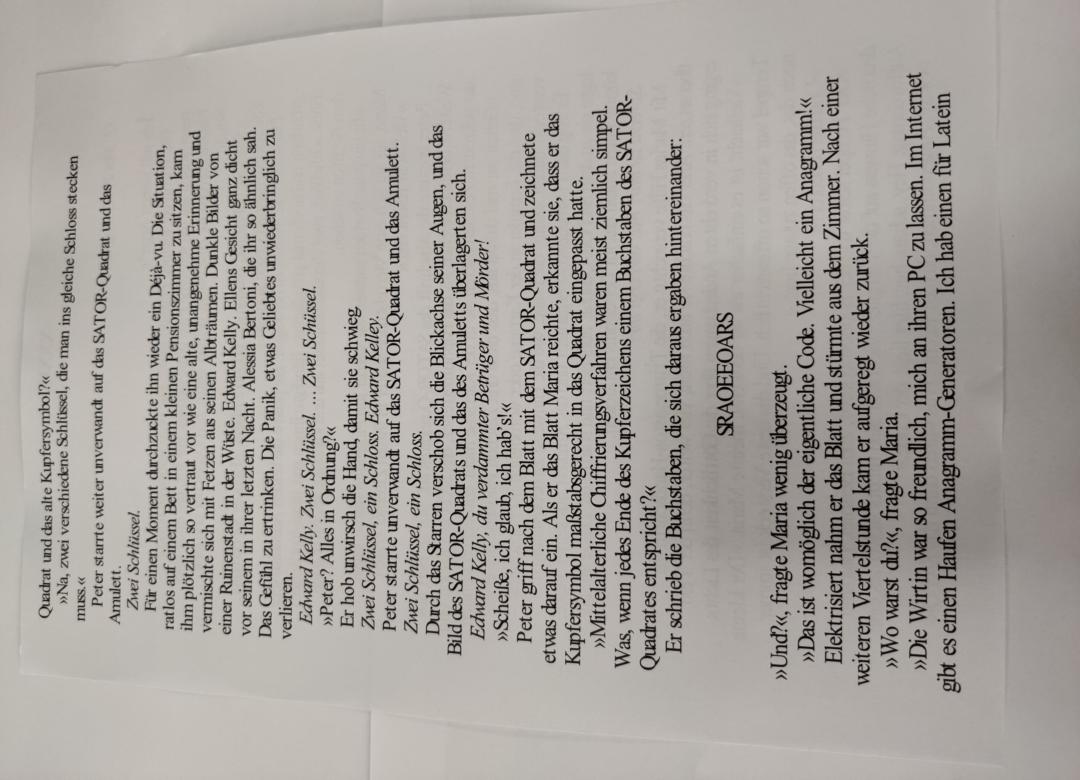 Quadrat und das alte Kupfersymbol?«
»Na, zwei verschiedene Schlüssel, die man ins gleiche Schloss stecken
muss.«
Peter starrte weiter unverwandt auf das SATOR-Quadrat und das
Amulett.
Zwei Schlüssel.
Für einen Moment durchzuckte ihn wieder ein Déjà-vu. Die Situation,
ratlos auf einem Bett in einem kleinen Pensionszimmer zu sitzen, kam
ihm plötzlich so vertraut vor wie eine alte, unangenehme Erinnerung und
vermischte sich mit Fetzen aus seinen Albträumen. Dunkle Bilder von
einer Ruinenstadt in der Wüste. Edward Kelly. Ellens Gesicht ganz dicht
vor seinem in ihrer letzten Nacht. Alessia Bertoni, die ihr so ähnlich sah.
Das Gefühl zu ertrinken. Die Panik, etwas Geliebtes unwiederbringlich zu
verlieren.
Edward Kelly. Zwei Schlüssel. ... Zwei Schüssel.
»Peter? Alles in Ordnung?«
Er hob unwirsch die Hand, damit sie schwieg.
Zwei Schlüssel, ein Schloss. Edward Kelley.
Peter starrte unverwandt auf das SATOR-Quadrat und das Amulett.
Zwei Schlüssel, ein Schloss.
Durch das Starren verschob sich die Blickachse seiner Augen, und das
Bild des SATOR-Quadrats und das des Amuletts überlagerten sich.
Edward Kelly, du verdammter Betrüger und Mörder!
»Scheiße, ich glaub, ich hab's!«
Peter griff nach dem Blatt mit dem SATOR-Quadrat und zeichnete
etwas darauf ein. Als er das Blatt Maria reichte, erkannte sie, dass er das
Kupfersymbol maßstabsgerecht in das Quadrat eingepasst hatte.
»Mittelalterliche Chiffrierungsverfahren waren meist ziemlich simpel.
Was, wenn jedes Ende des Kupferzeichens einem Buchstaben des SATOR-
Quadrates entspricht?«
Er schrieb die Buchstaben, die sich daraus ergaben hintereinander:
SRAOEEOARS
»Und?«, fragte Maria wenig überzeugt.
»Das ist womöglich der eigentliche Code. Vielleicht ein Anagramm!«
Elektrisiert nahm er das Blatt und stürmte aus dem Zimmer. Nach einer
weiteren Viertelstunde kam er aufgeregt wieder zurück.
»Wo warst du?«, fragte Maria.
»Die Wirtin war so freundlich, mich an ihren PC zu lassen. Im Internet
gibt es einen Haufen Anagramm-Generatoren. Ich hab einen für Latein